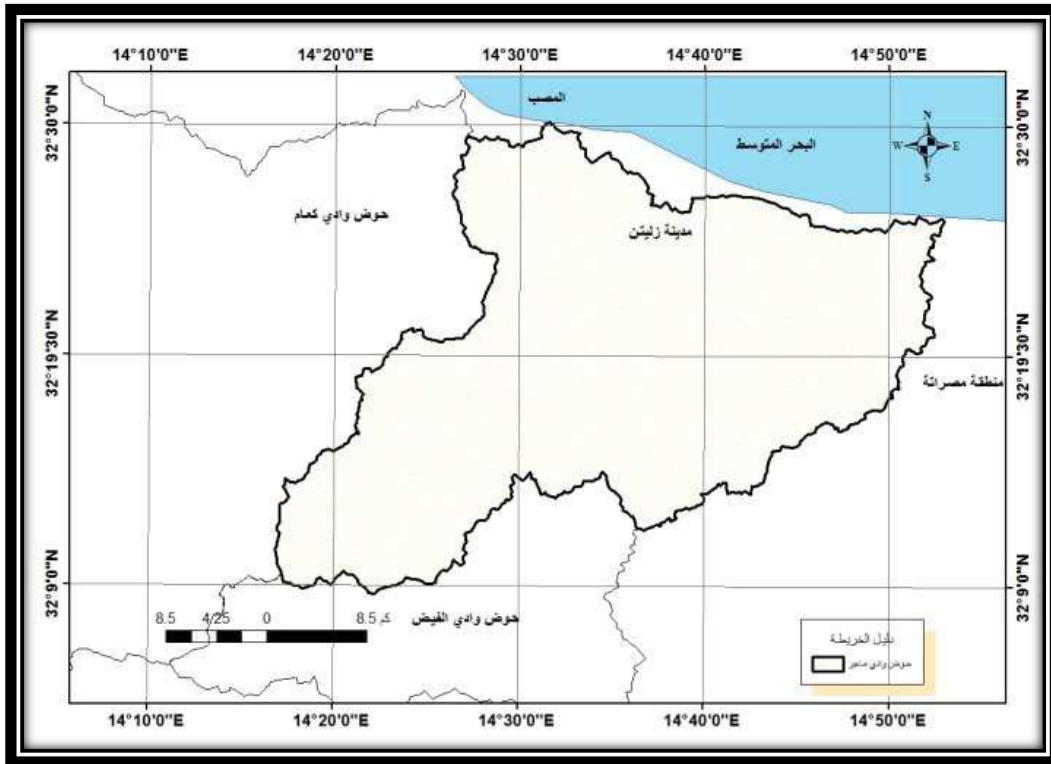 14°10'0"E 14°20'0"E 14°30'0"E 14°40'0"E 14°50'0"E
المصب
32°30'0"N 32°30'0"N
البحر المتوسط
N
W E
S
حوض وادي كعام
مدينة زليتن
32°19'30"N 32°19'30"N
منطقة مصراتة
32°9'0"N 32°9'0"N
حوض وادي الفيض
8.5 4.25 0 8.5 كم
دليل الخريطة
حوض وادي ماجر
14°10'0"E 14°20'0"E 14°30'0"E 14°40'0"E 14°50'0"E